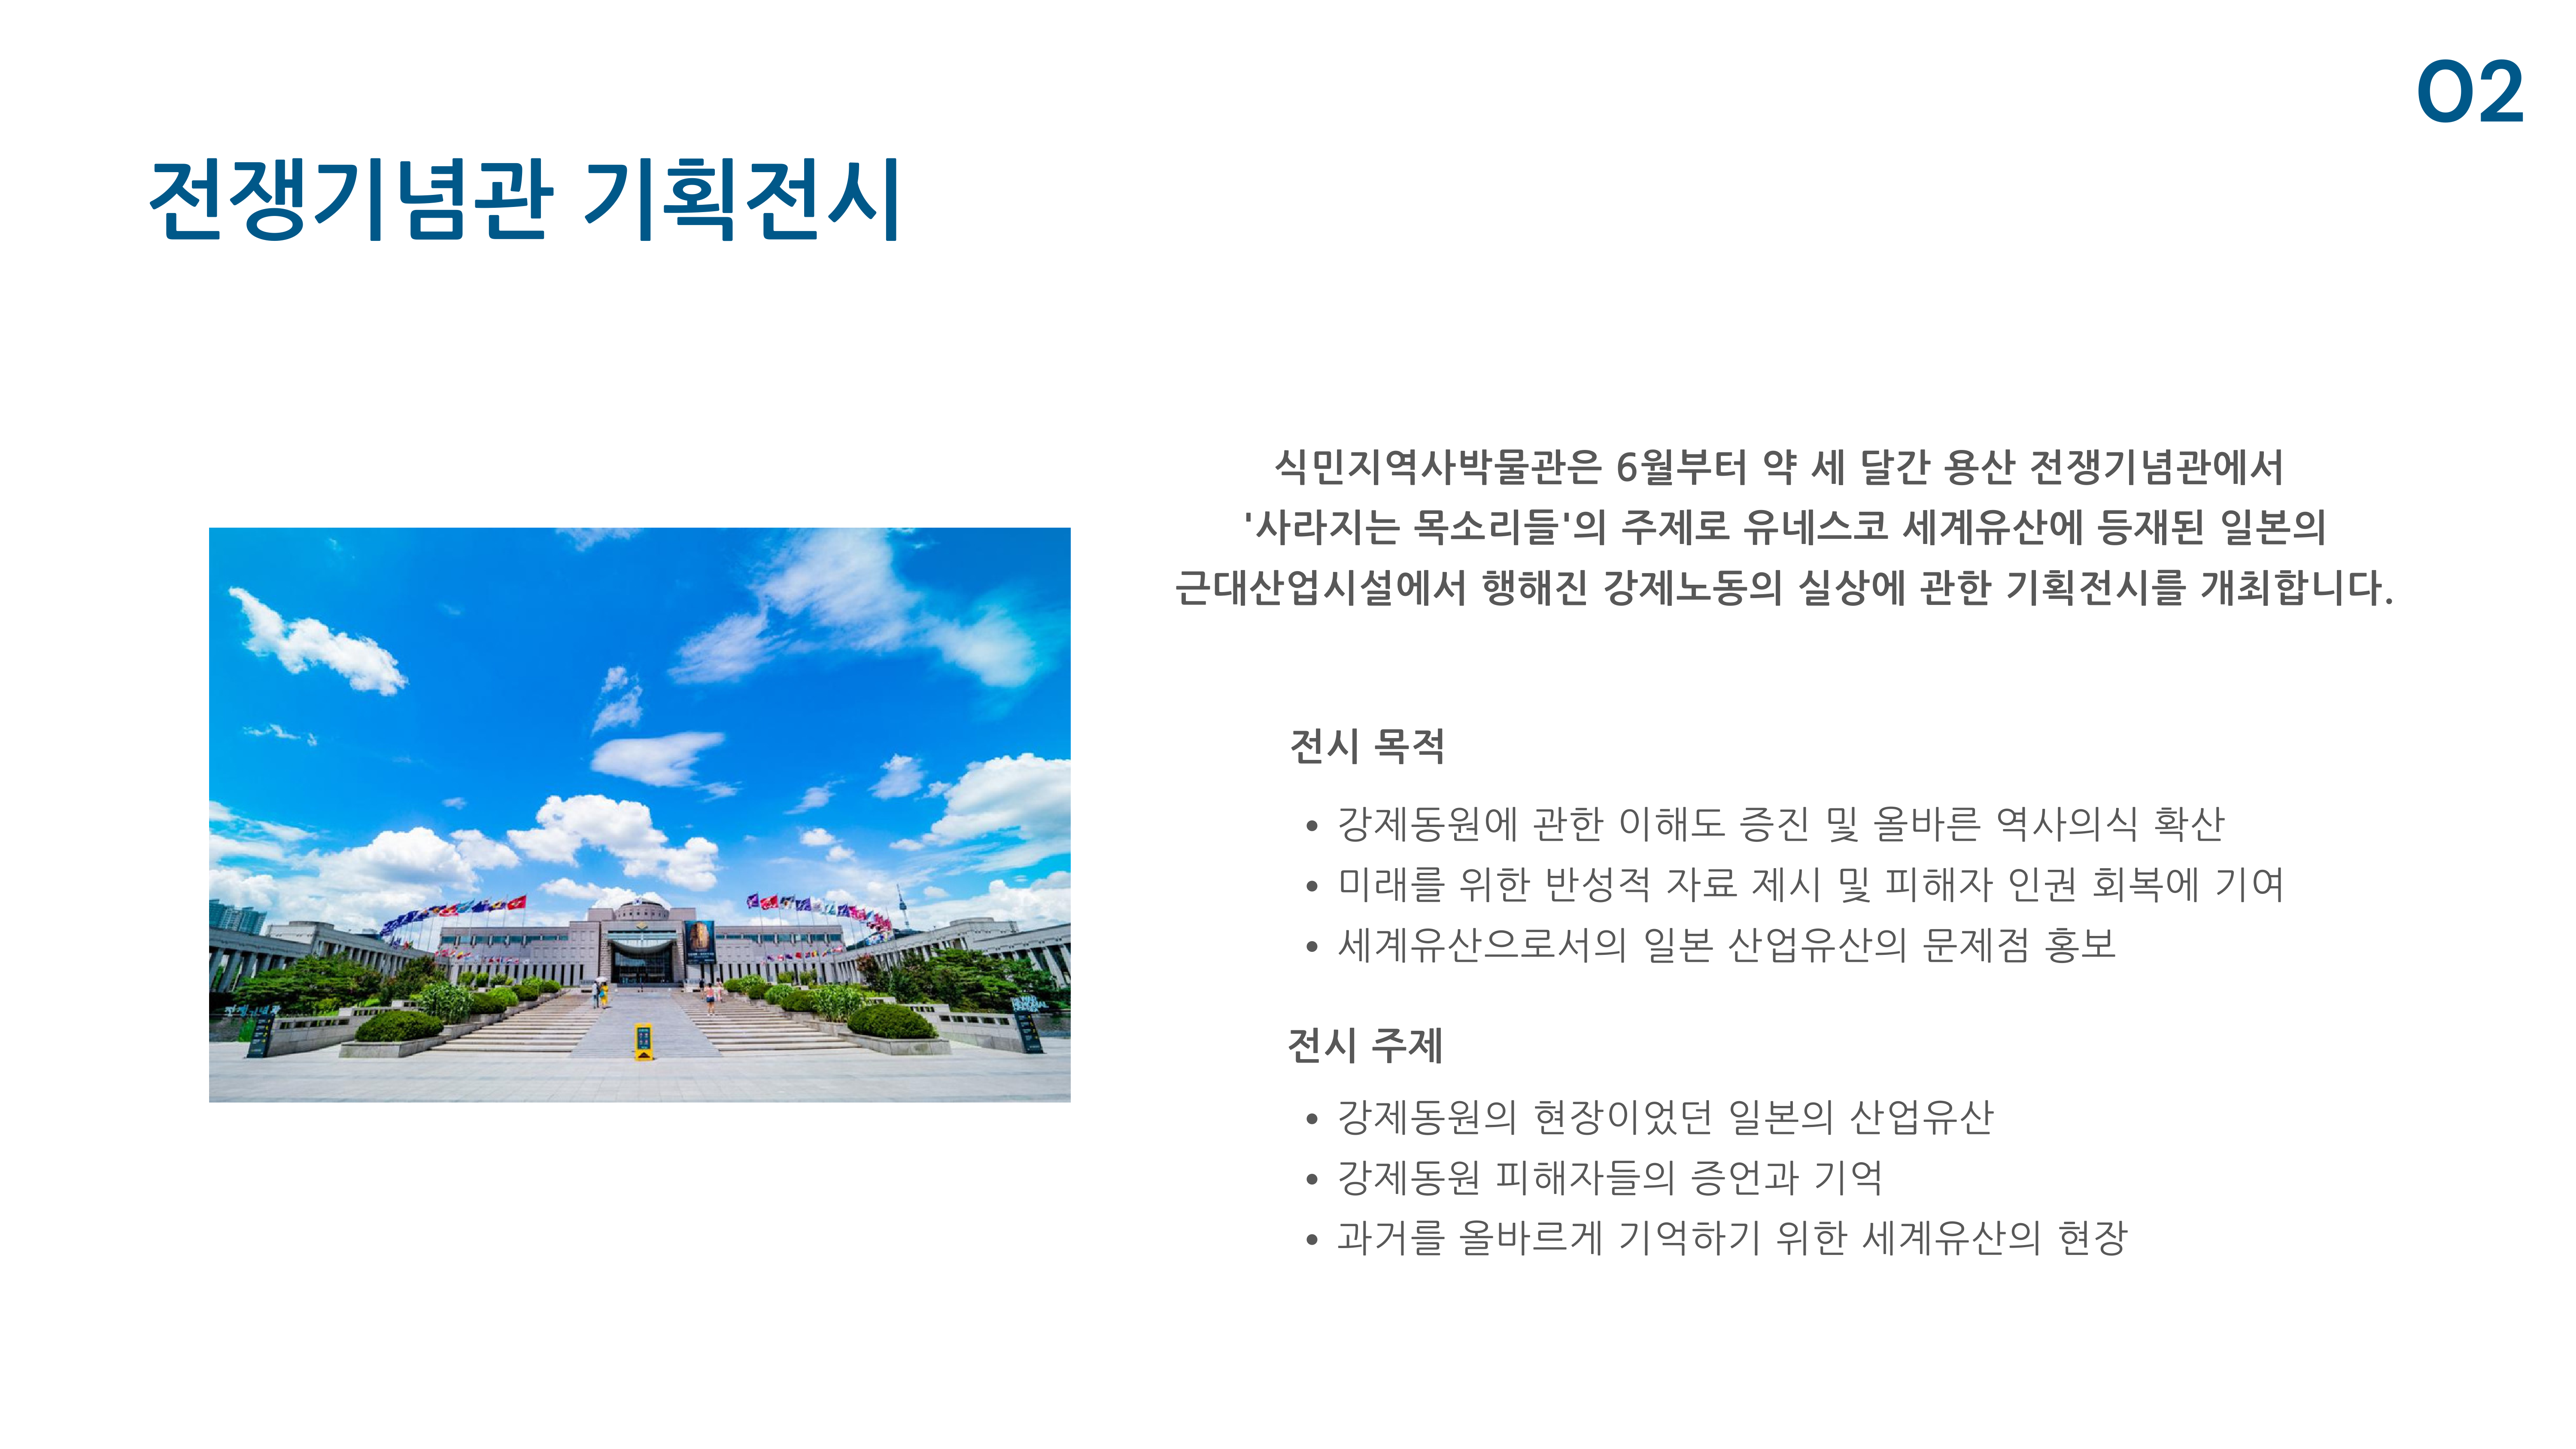 02
전쟁기념관 기획전시
식민지역사박물관은 6월부터 약 세 달간 용산 전쟁기념관에서
'사라지는 목소리들'의 주제로 유네스코 세계유산에 등재된 일본의
근대산업시설에서 행해진 강제노동의 실상에 관한 기획전시를 개최합니다.
전시 목적
• 강제동원에 관한 이해도 증진 및 올바른 역사의식 확산
• 미래를 위한 반성적 자료 제시 및 피해자 인권 회복에 기여
• 세계유산으로서의 일본 산업유산의 문제점 홍보
전시 주제
• 강제동원의 현장이었던 일본의 산업유산
• 강제동원 피해자들의 증언과 기억
• 과거를 올바르게 기억하기 위한 세계유산의 현장